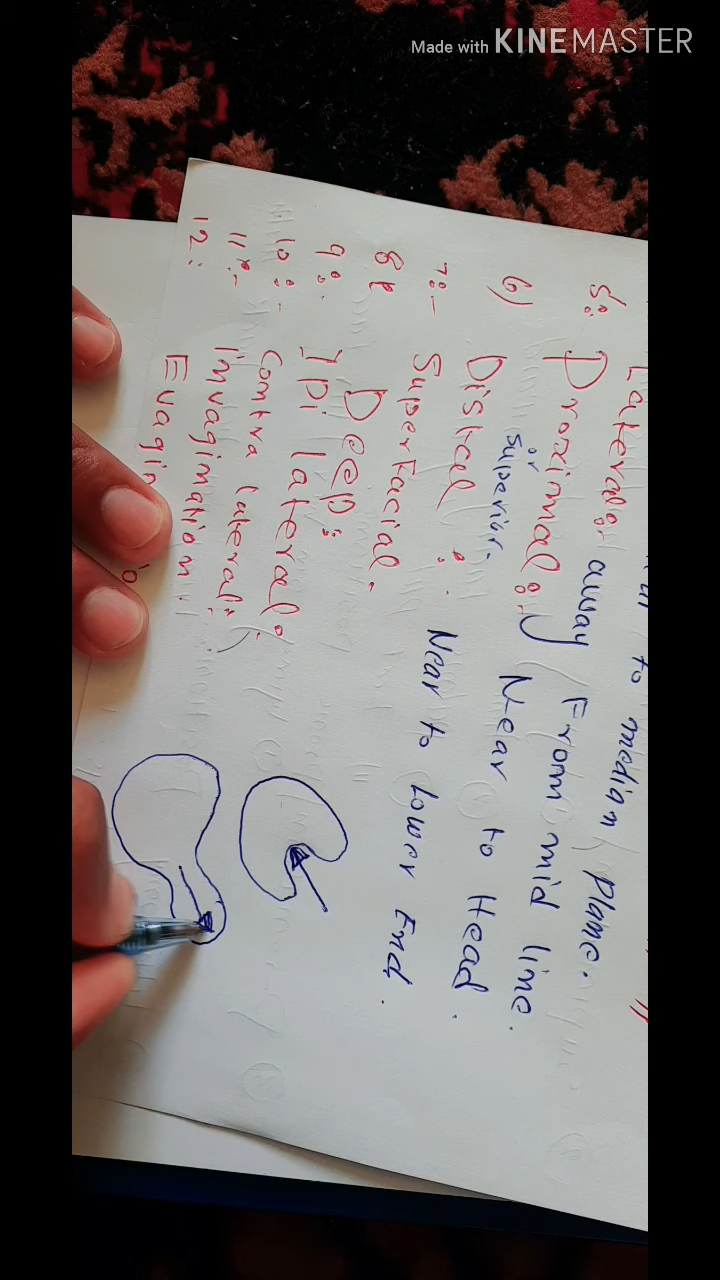 Made with KINEMASTER
to median plane.
Lateral: away From mid line.
5: Proximal: Near to Head.
or superior.
6) Distal : Near to lower End.
7:- Superfacial.
8: Deep:
9: Ipi lateral:
10:- Contra lateral:
11:- Invagination:
12: Evagin